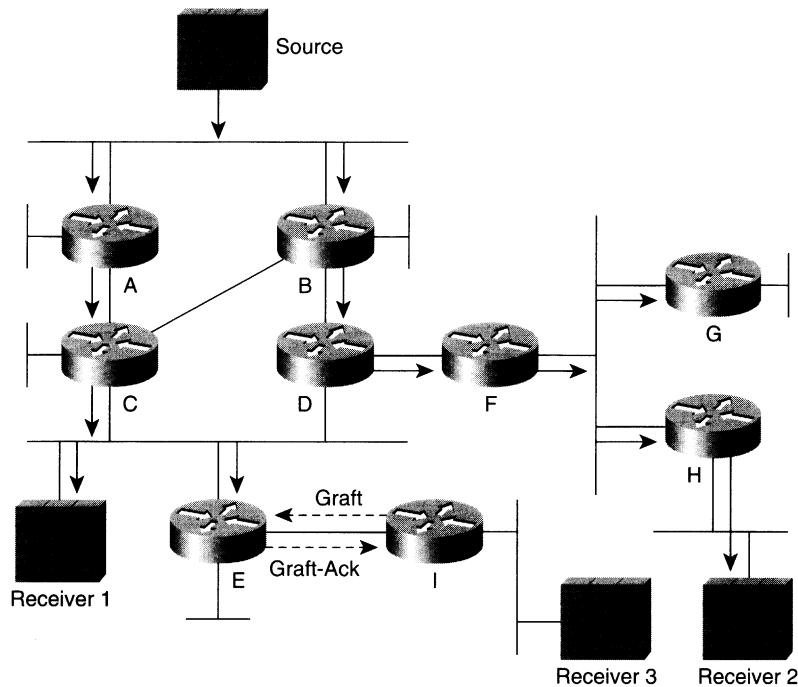 Source
A
B
G
C
D
F
H
Graft
Graft-Ack
E
I
Receiver 1
Receiver 3
Receiver 2